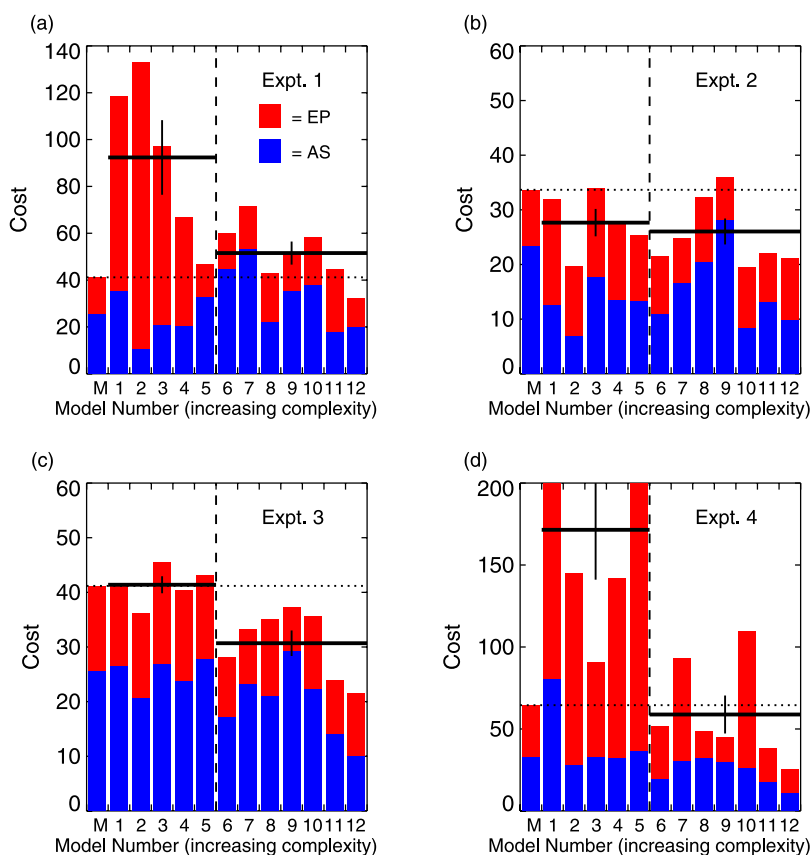 (a)
140
120
100
80
60
40
20
0
Cost
Expt. 1
= EP
= AS
M 1 2 3 4 5 6 7 8 9 10 11 12
Model Number (increasing complexity)
(b)
60
50
40
30
20
10
0
Cost
Expt. 2
M 1 2 3 4 5 6 7 8 9 10 11 12
Model Number (increasing complexity)
(c)
60
50
40
30
20
10
0
Cost
Expt. 3
M 1 2 3 4 5 6 7 8 9 10 11 12
Model Number (increasing complexity)
(d)
200
150
100
50
0
Cost
Expt. 4
M 1 2 3 4 5 6 7 8 9 10 11 12
Model Number (increasing complexity)